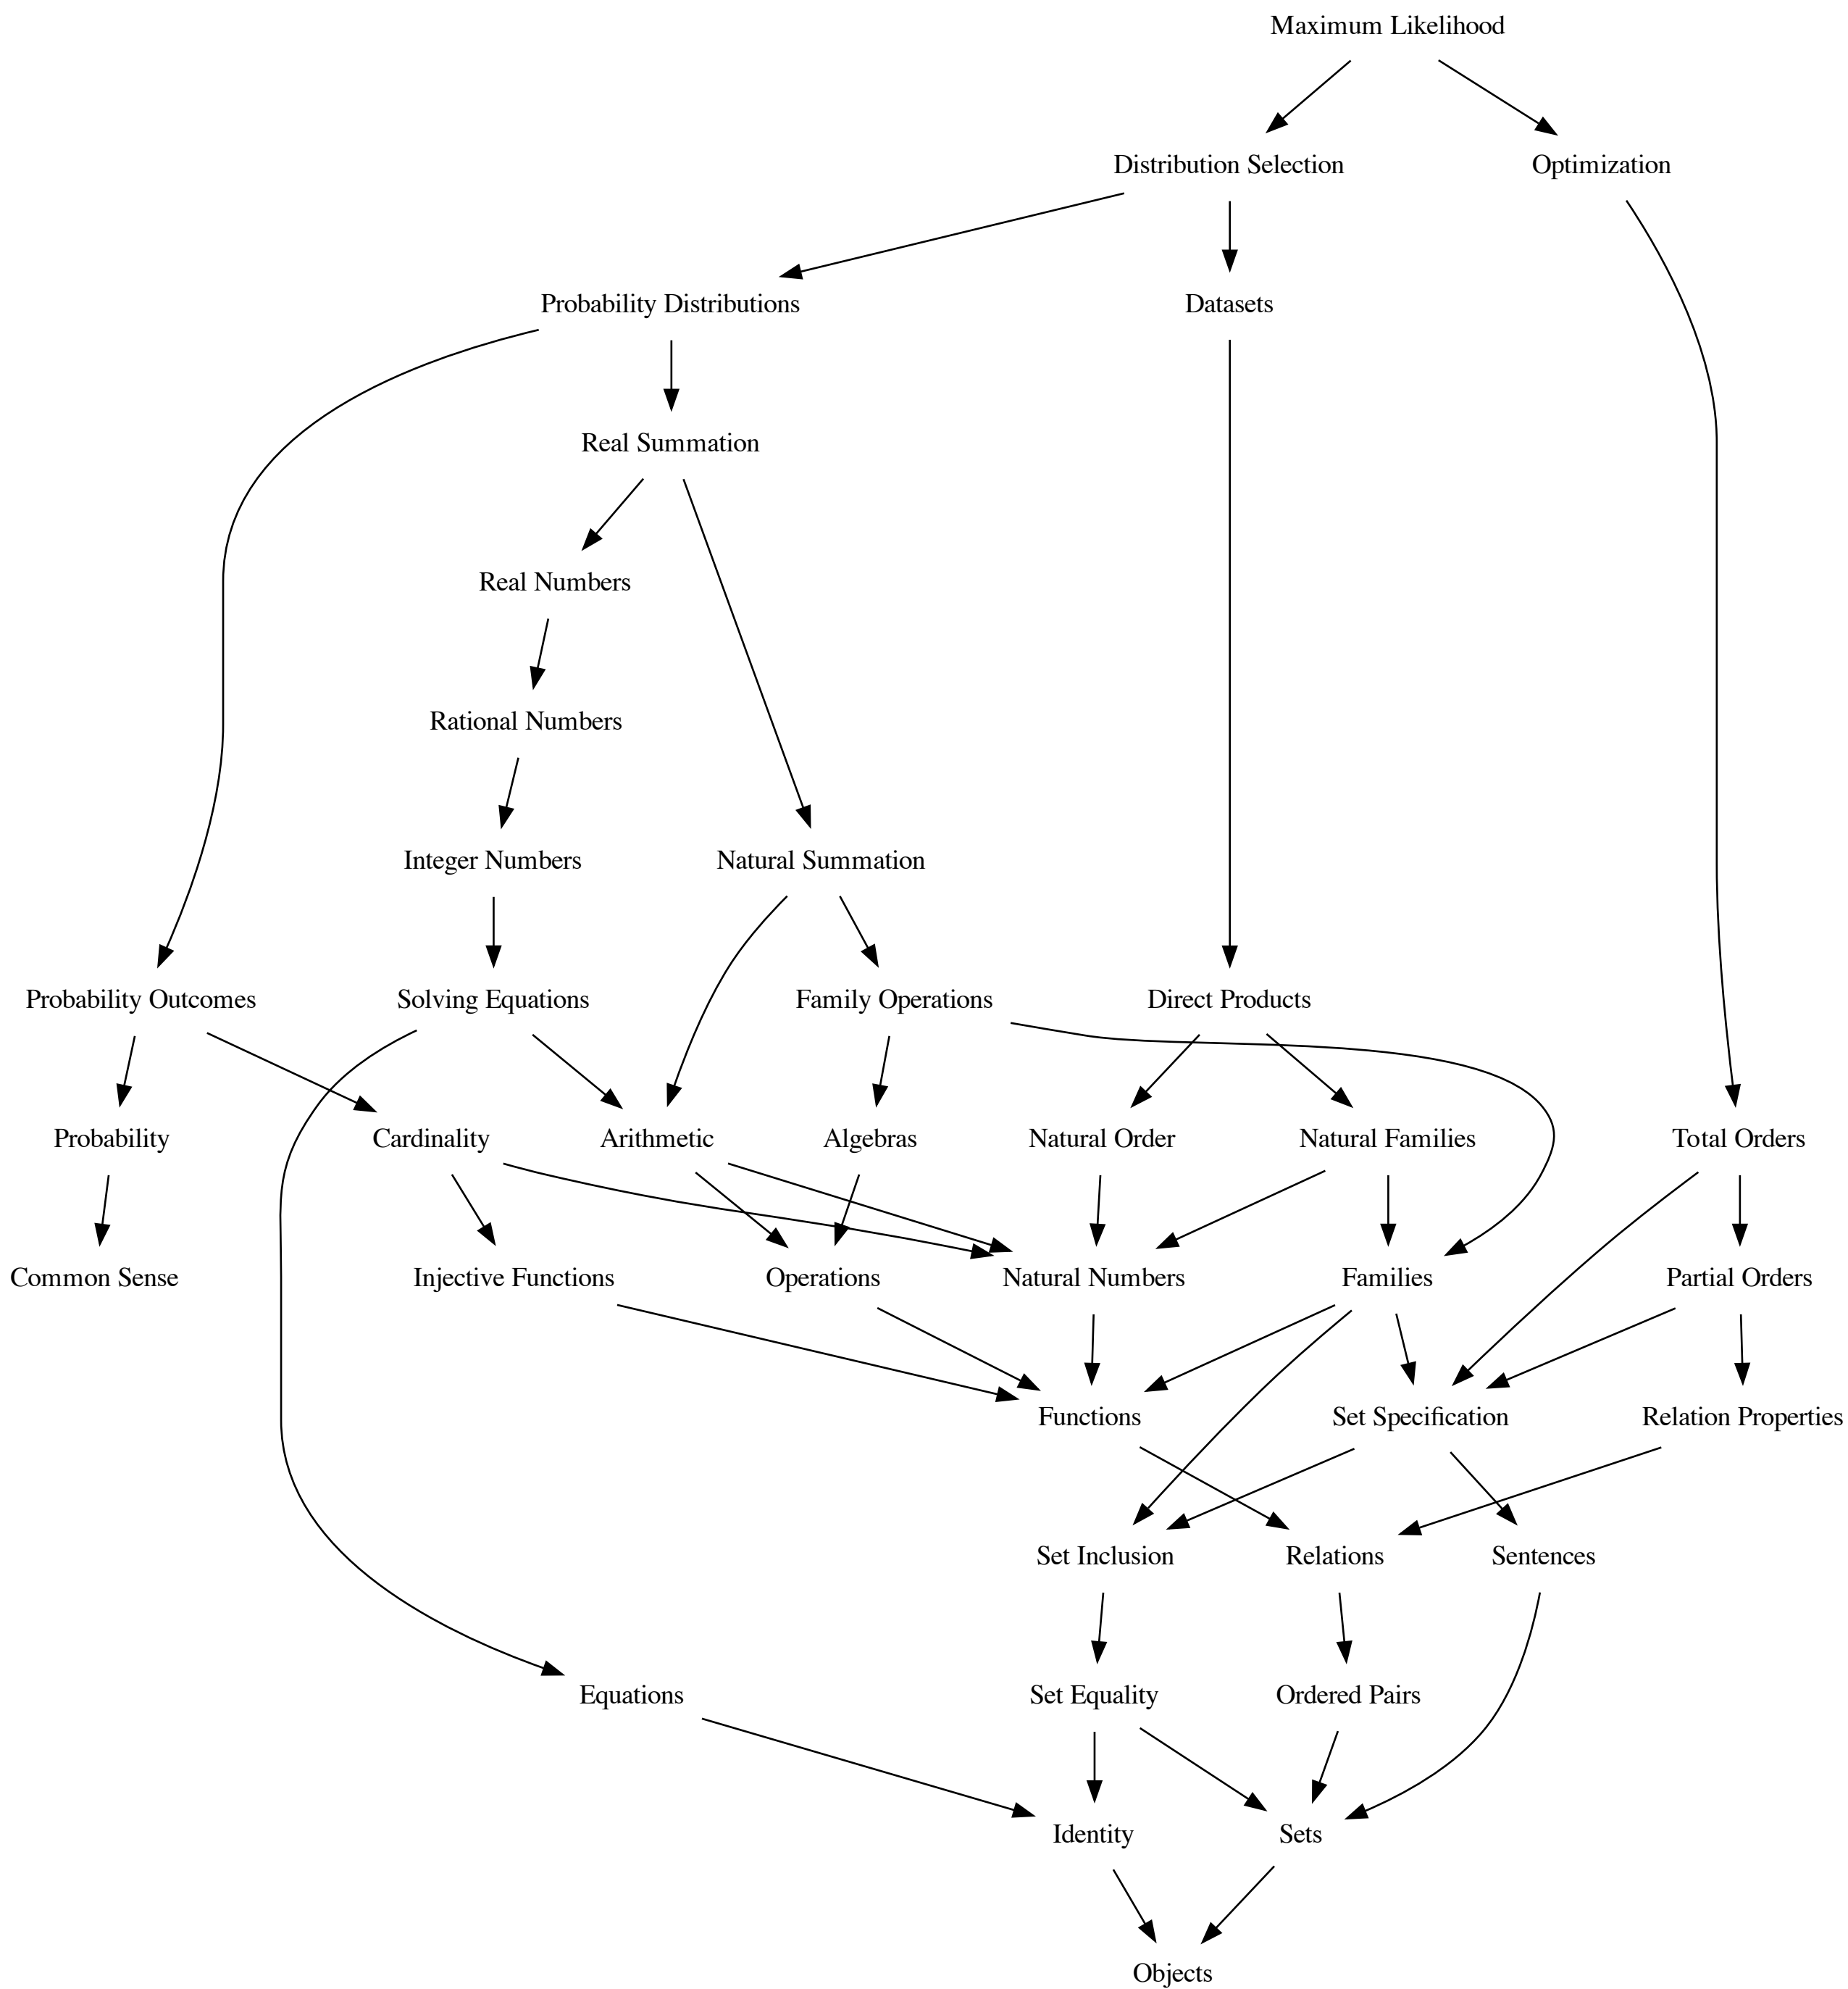 Maximum Likelihood
Distribution Selection
Optimization
Probability Distributions
Datasets
Real Summation
Real Numbers
Rational Numbers
Integer Numbers
Natural Summation
Probability Outcomes
Solving Equations
Family Operations
Direct Products
Probability
Cardinality
Arithmetic
Algebras
Natural Order
Natural Families
Total Orders
Common Sense
Injective Functions
Operations
Natural Numbers
Families
Partial Orders
Functions
Set Specification
Relation Properties
Set Inclusion
Relations
Sentences
Equations
Set Equality
Ordered Pairs
Identity
Sets
Objects